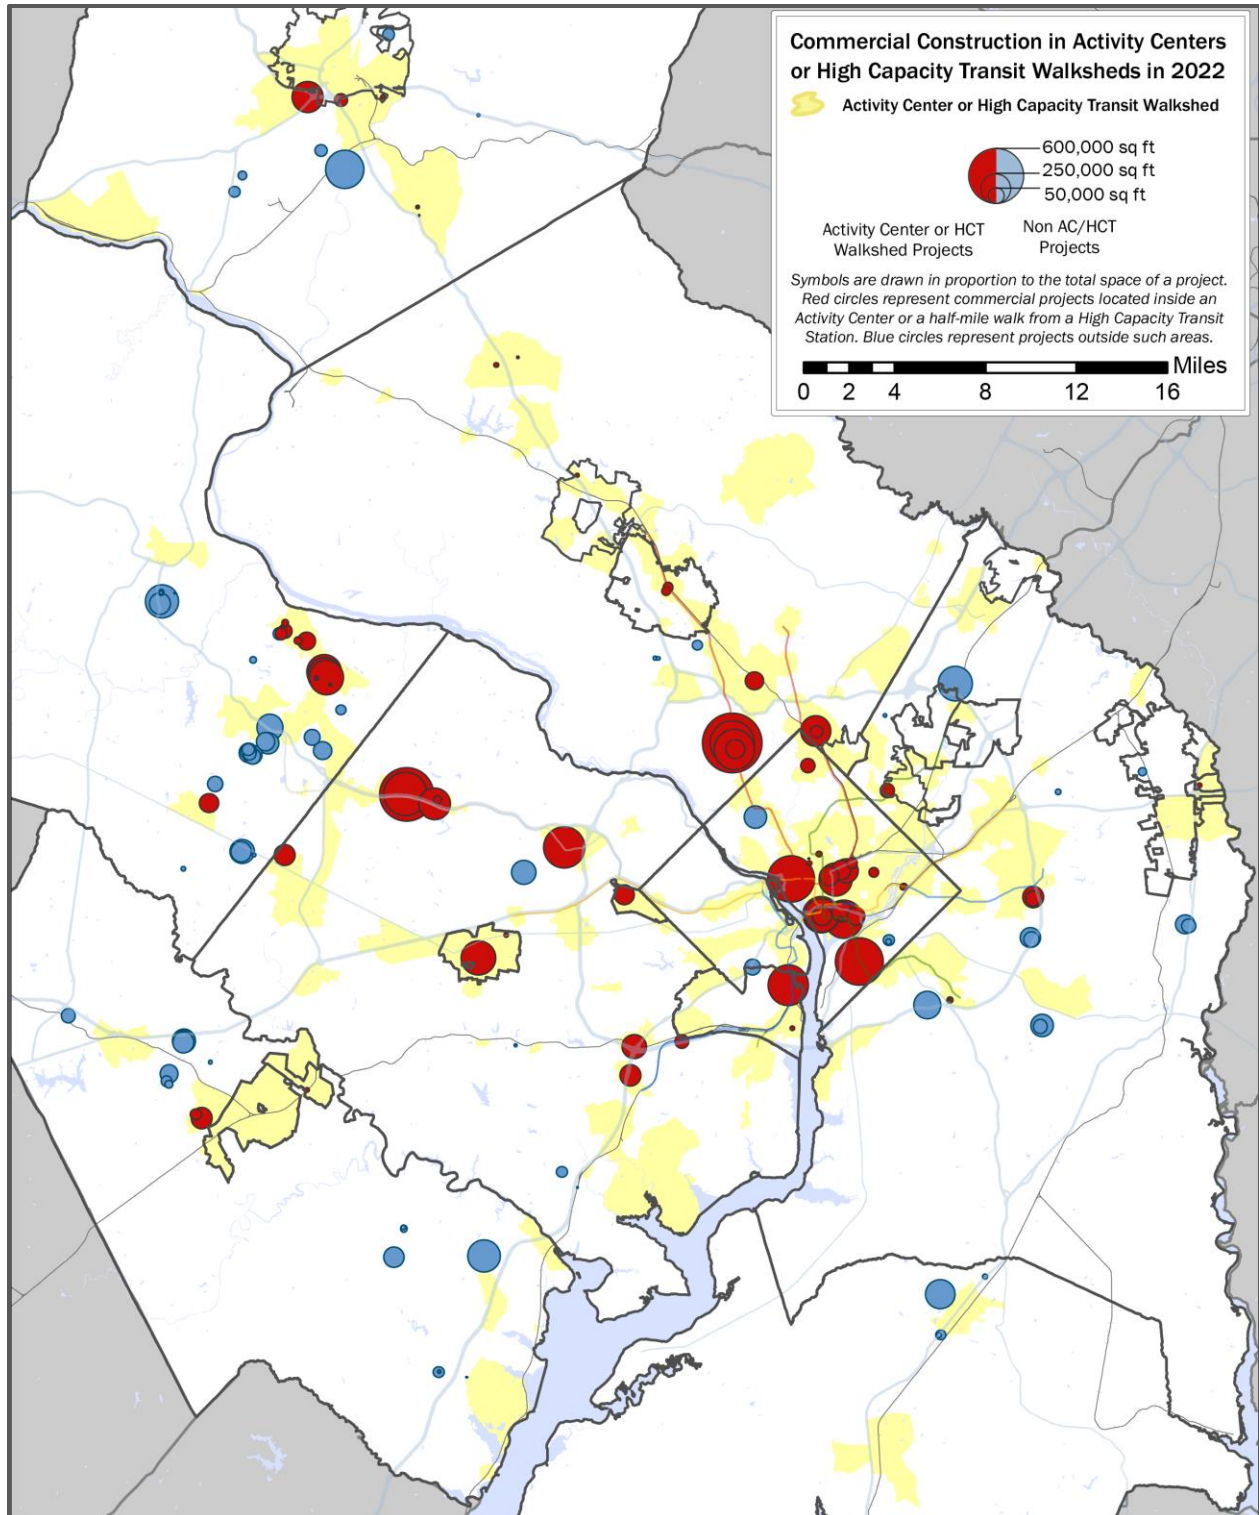 Commercial Construction in Activity Centers
or High Capacity Transit Walksheds in 2022
Activity Center or High Capacity Transit Walkshed
600,000 sq ft
250,000 sq ft
50,000 sq ft
Activity Center or HCT
Walkshed Projects
Non AC/HCT
Projects
Symbols are drawn in proportion to the total space of a project.
Red circles represent commercial projects located inside an
Activity Center or a half-mile walk from a High Capacity Transit
Station. Blue circles represent projects outside such areas.
Miles
0 2 4 8 12 16